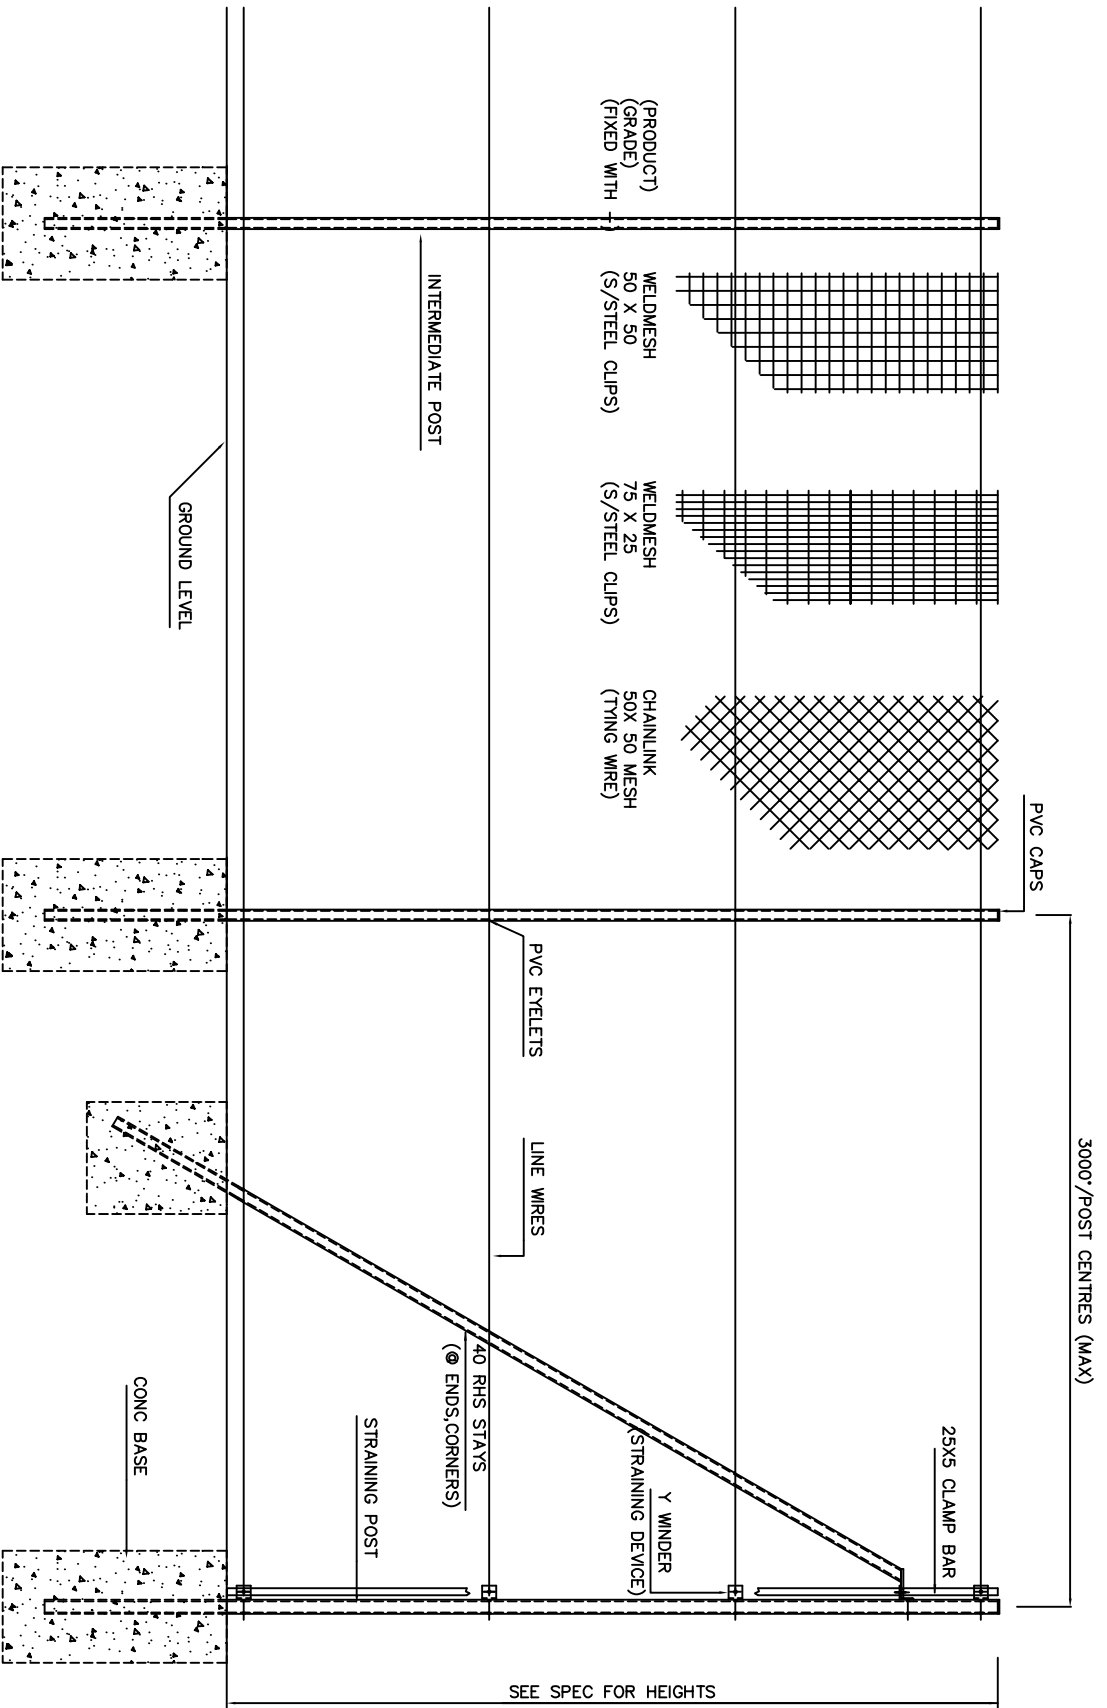 3000°/POST CENTRES (MAX)
PVC CAPS
25X5 CLAMP BAR
(PRODUCT)
(GRADE)
(FIXED WITH
WELDMESH
50 X 50
(S/STEEL CLIPS)
WELDMESH
75 X 25
(S/STEEL CLIPS)
CHAINLINK
50X 50 MESH
(TYING WIRE)
Y WINDER
(STRAINING DEVICE)
PVC EYELETS
LINE WIRES
40 RHS STAYS
(@ ENDS,CORNERS)
INTERMEDIATE POST
STRAINING POST
GROUND LEVEL
CONC BASE
SEE SPEC FOR HEIGHTS